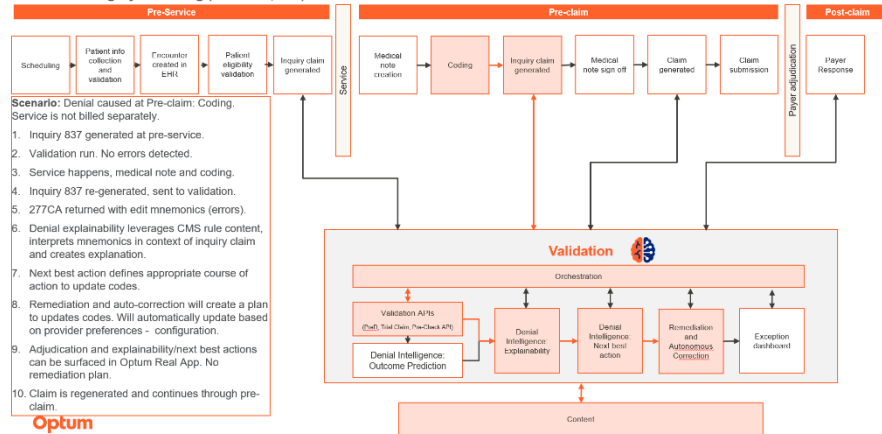 Pre-Service
Pre-claim
Post-claim
Scheduling
Patient info
collection
and
validation
Encounter
created in
EHR
Patient
eligibility
validation
Inquiry claim
generated
Service
Medical
note
creation
Coding
Inquiry claim
generated
Medical
note sign off
Claim
generated
Claim
submission
Payer adjudication
Payer
Response
Scenario: Denial caused at Pre-claim: Coding.
Service is not billed separately.
1. Inquiry 837 generated at pre-service.
2. Validation run. No errors detected.
3. Service happens, medical note and coding.
4. Inquiry 837 re-generated, sent to validation.
5. 277CA returned with edit mnemonics (errors).
6. Denial explainability leverages CMS rule content,
interprets mnemonics in context of inquiry claim
and creates explanation.
7. Next best action defines appropriate course of
action to update codes.
8. Remediation and auto-correction will create a plan
to updates codes. Will automatically update based
on provider preferences - configuration.
9. Adjudication and explainability/next best actions
can be surfaced in Optum Real App. No
remediation plan.
10. Claim is regenerated and continues through pre-
claim.
Optum
Validation
Orchestration
Validation APIs
(PreD, Trial Claim, Pre-Check API)
Denial Intelligence:
Outcome Prediction
Denial
Intelligence:
Explainability
Denial
Intelligence:
Next best
action
Remediation
and
Autonomous
Correction
Exception
dashboard
Content